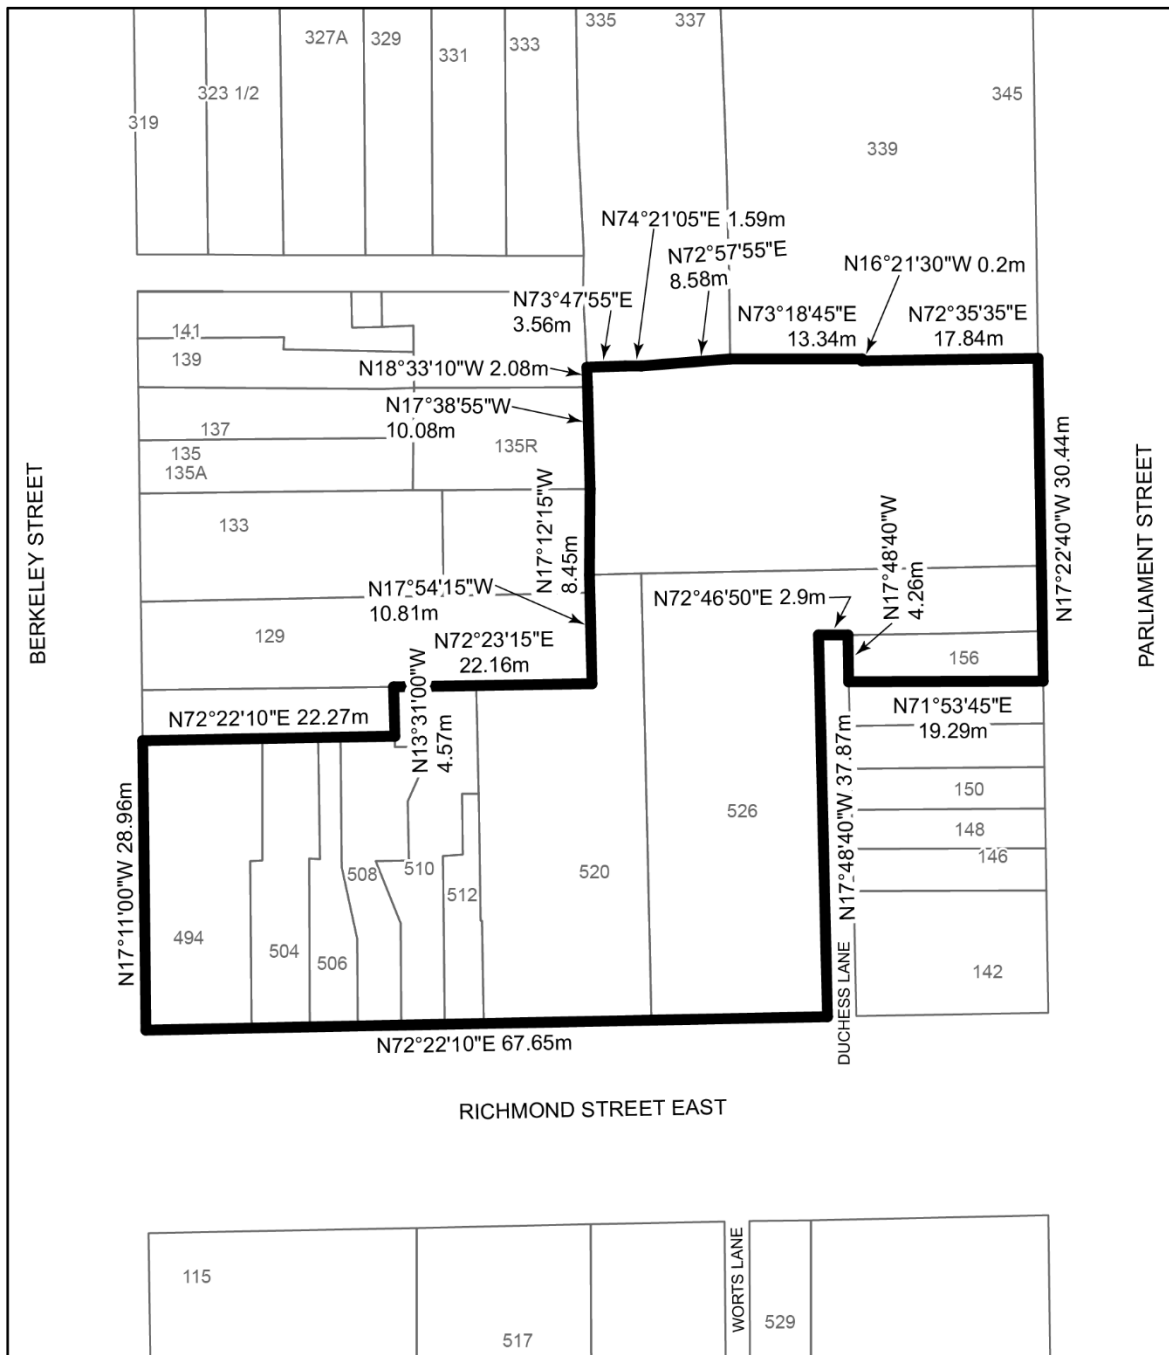 335
337
327A
329
333
331
323 1/2
345
319
339
N74°21'05"E 1.59m
N72°57'55"E
8.58m
N16°21'30"W 0.2m
N73°47'55"E
3.56m
N73°18'45"E
13.34m
N72°35'35"E
17.84m
141
139
N18°33'10"W 2.08m
N17°38'55"W
10.08m
137
135
135A
135R
133
N17°12'15"W
8.45m
N17°48'40"W
4.26m
N17°22'40"W 30.44m
PARLIAMENT STREET
BERKELEY STREET
N17°54'15"W
10.81m
N72°46'50"E 2.9m
129
N72°23'15"E
22.16m
156
N13°31'00"W
4.57m
N72°22'10"E 22.27m
N71°53'45"E
19.29m
150
148
146
526
N17°48'40"W 37.87m
N17°11'00"W 28.96m
508
510
520
512
494
504
506
142
DUCHESS LANE
N72°22'10"E 67.65m
RICHMOND STREET EAST
115
WORTS LANE
529
517